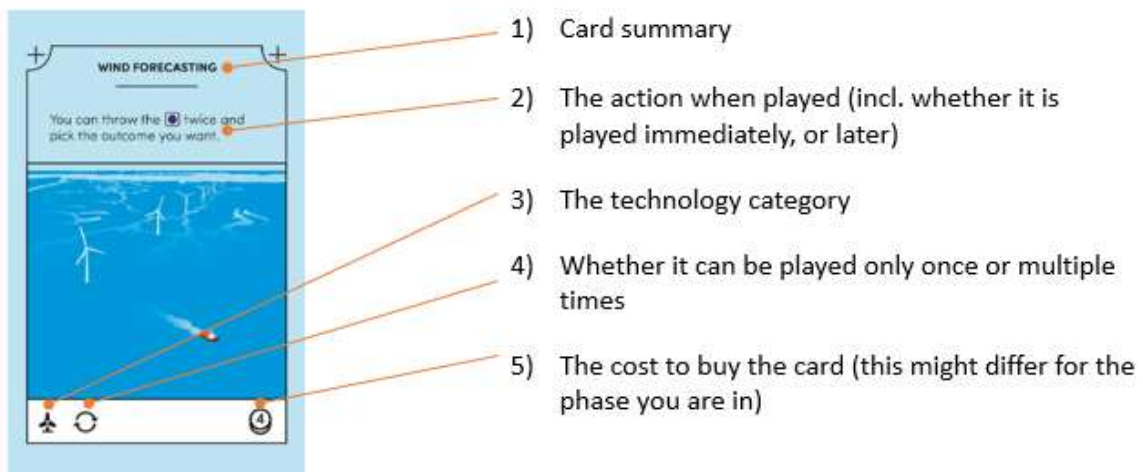 WIND FORECASTING
You can throw the twice and
pick the outcome you want.
4
1) Card summary
2) The action when played (incl. whether it is
played immediately, or later)
3) The technology category
4) Whether it can be played only once or multiple
times
5) The cost to buy the card (this might differ for the
phase you are in)